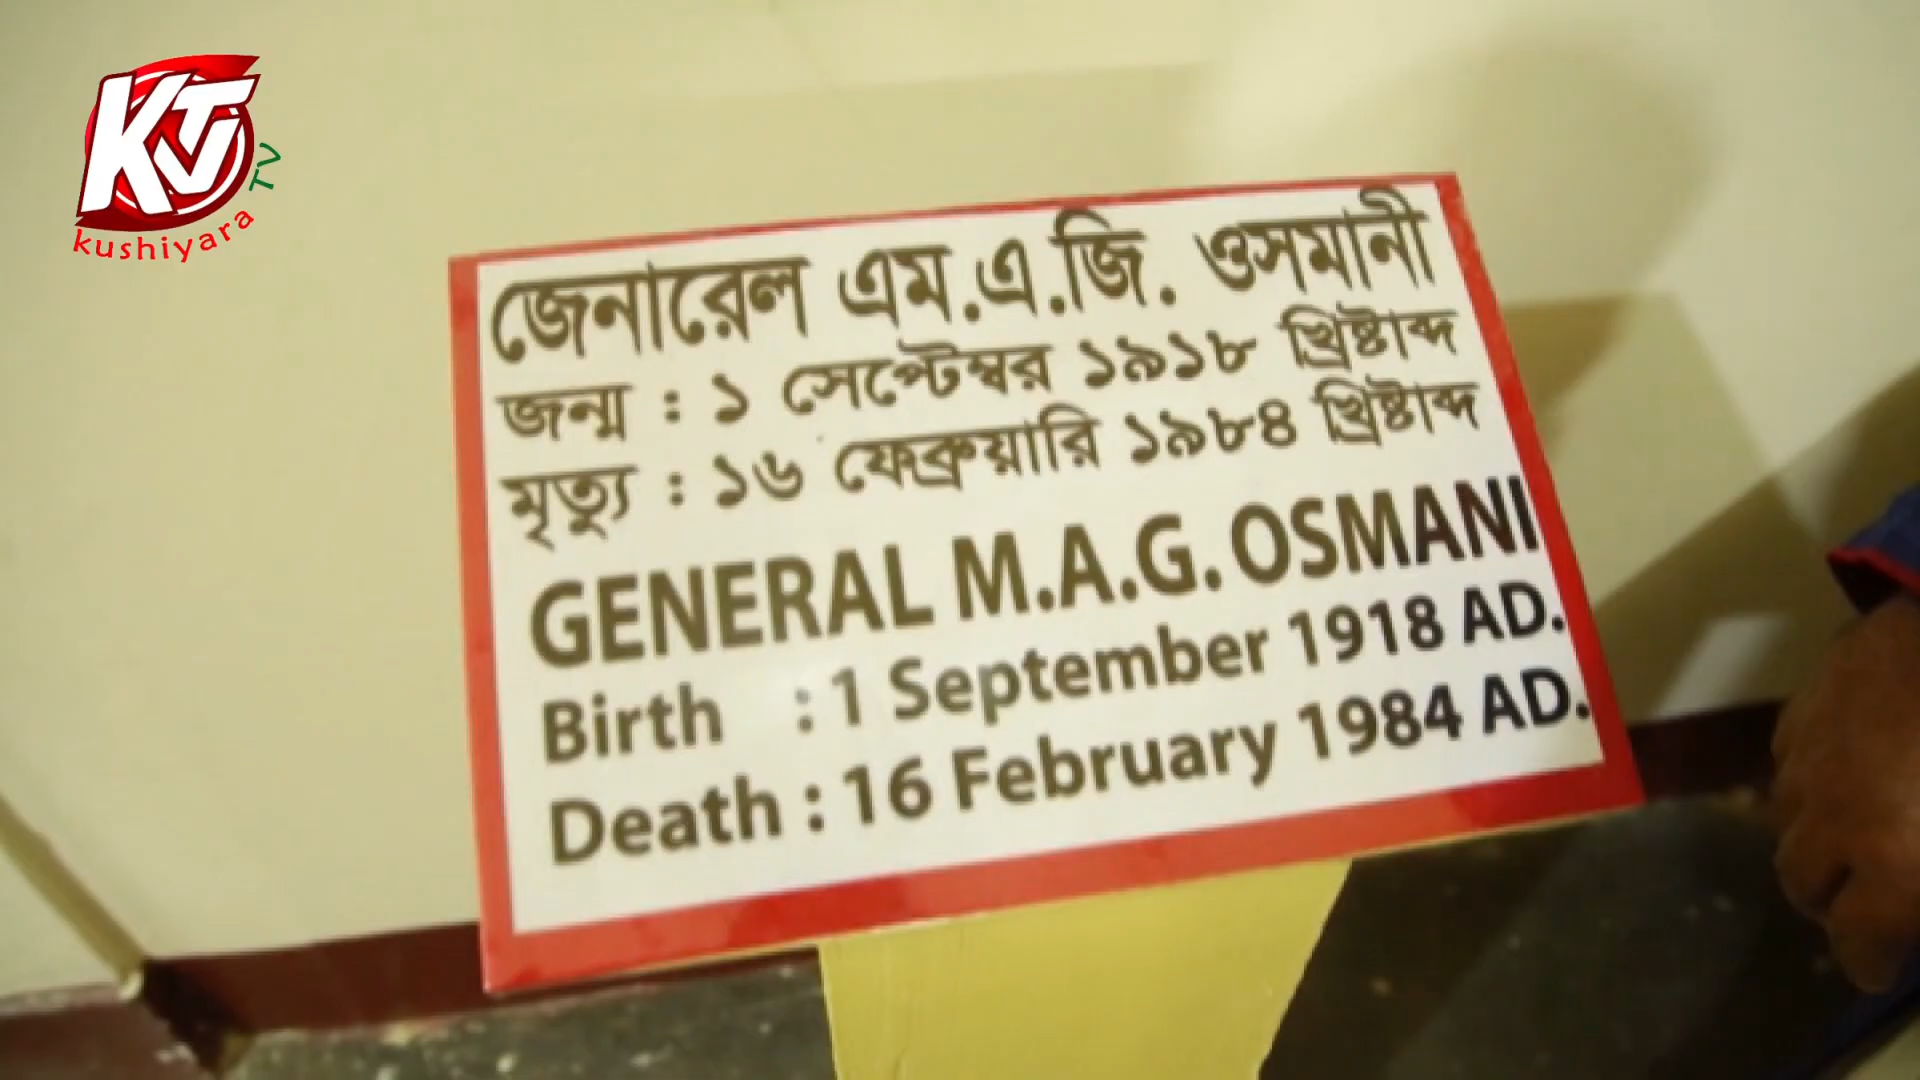 KTV
kushiyara TV
জেনারেল এম.এ.জি. ওসমানী
জন্ম : ১ সেপ্টেম্বর ১৯১৮ খ্রিষ্টাব্দ
মৃত্যু : ১৬ ফেব্রুয়ারি ১৯৮৪ খ্রিষ্টাব্দ
GENERAL M.A.G. OSMANI
Birth : 1 September 1918 AD.
Death : 16 February 1984 AD.